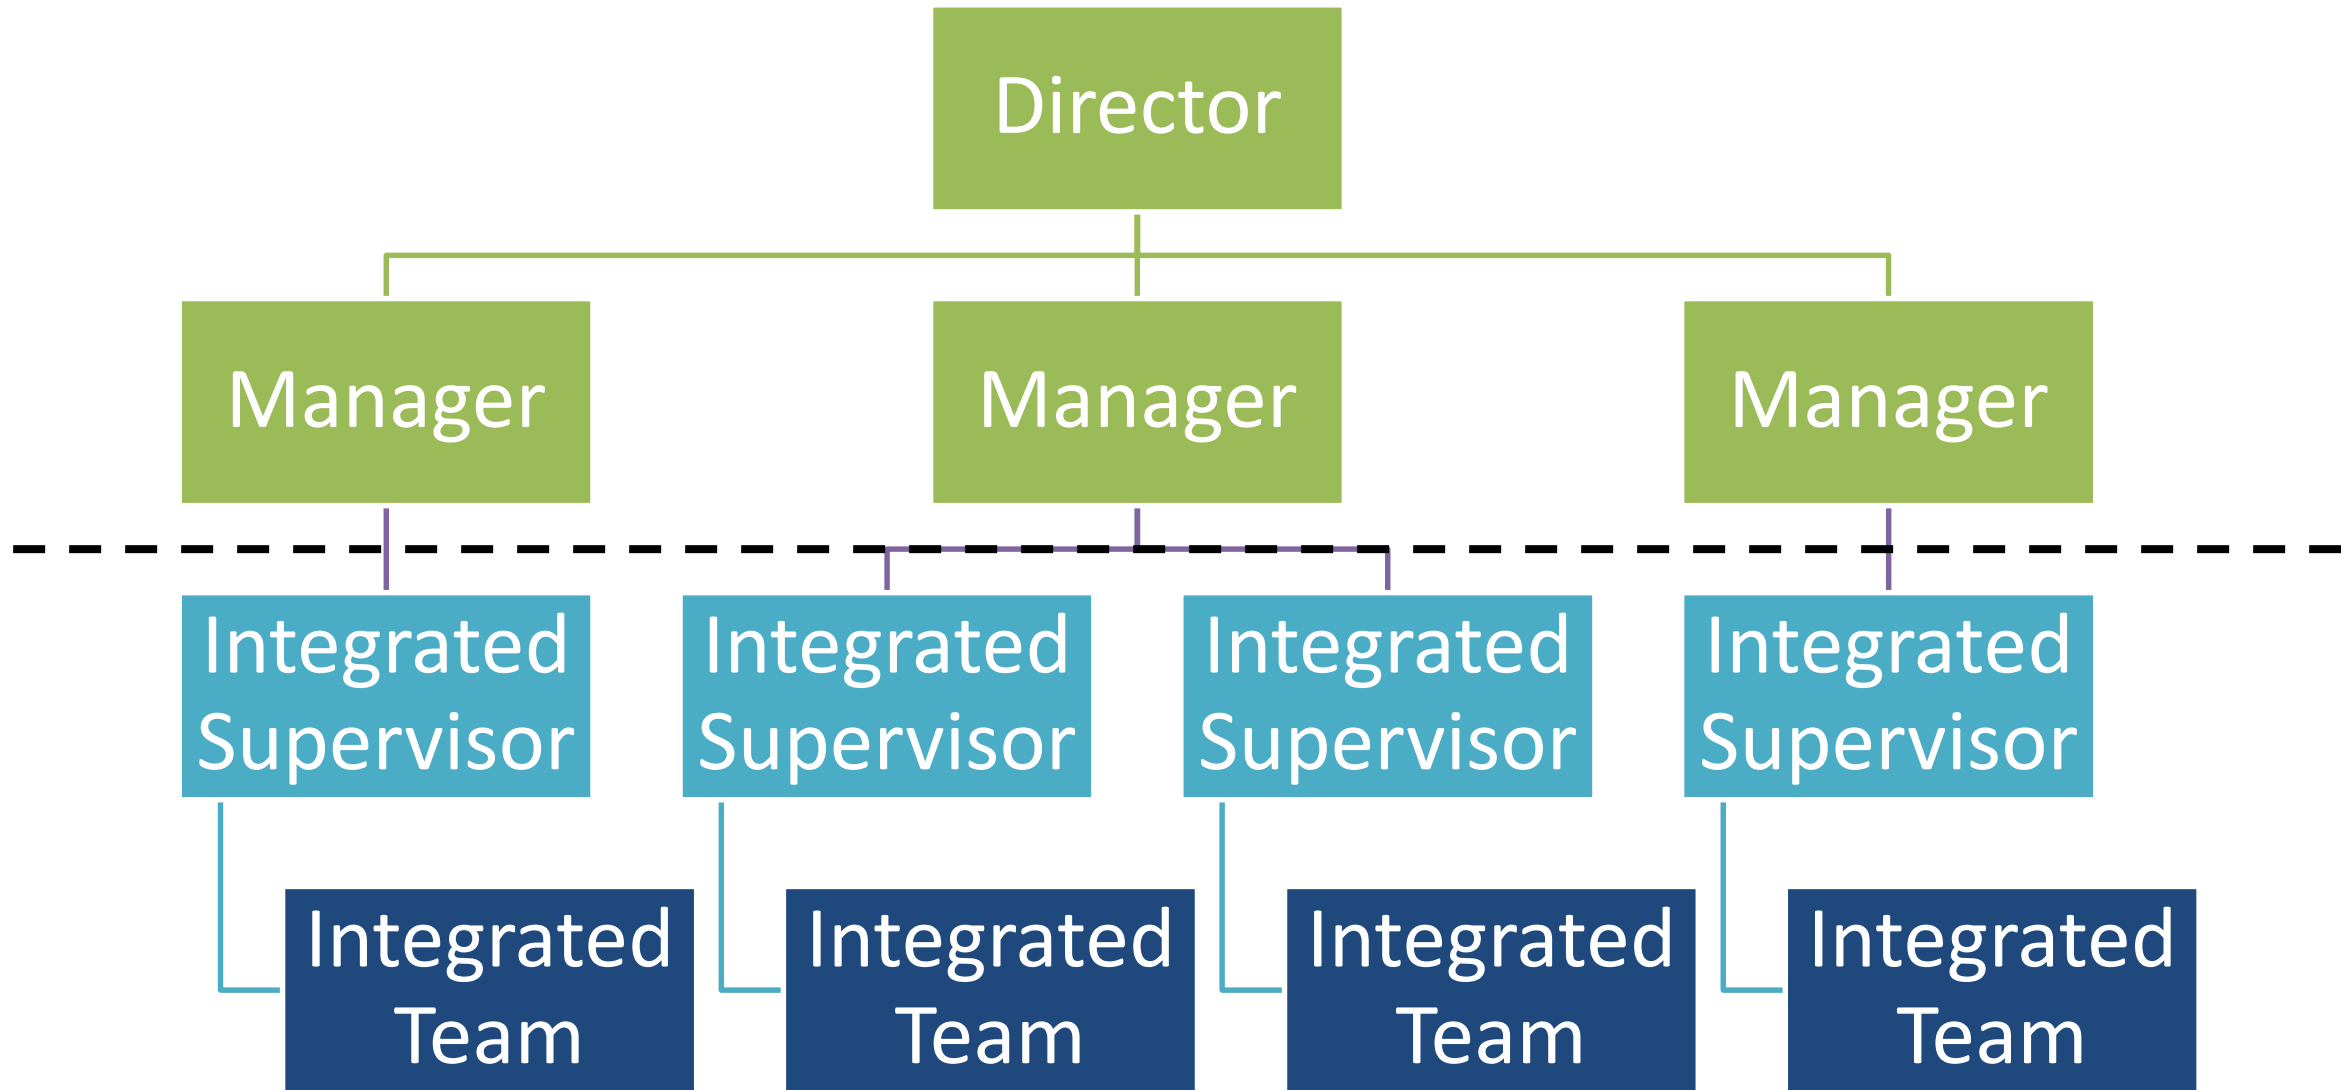 Director
Manager
Manager
Manager
Integrated
Supervisor
Integrated
Supervisor
Integrated
Supervisor
Integrated
Supervisor
Integrated
Team
Integrated
Team
Integrated
Team
Integrated
Team